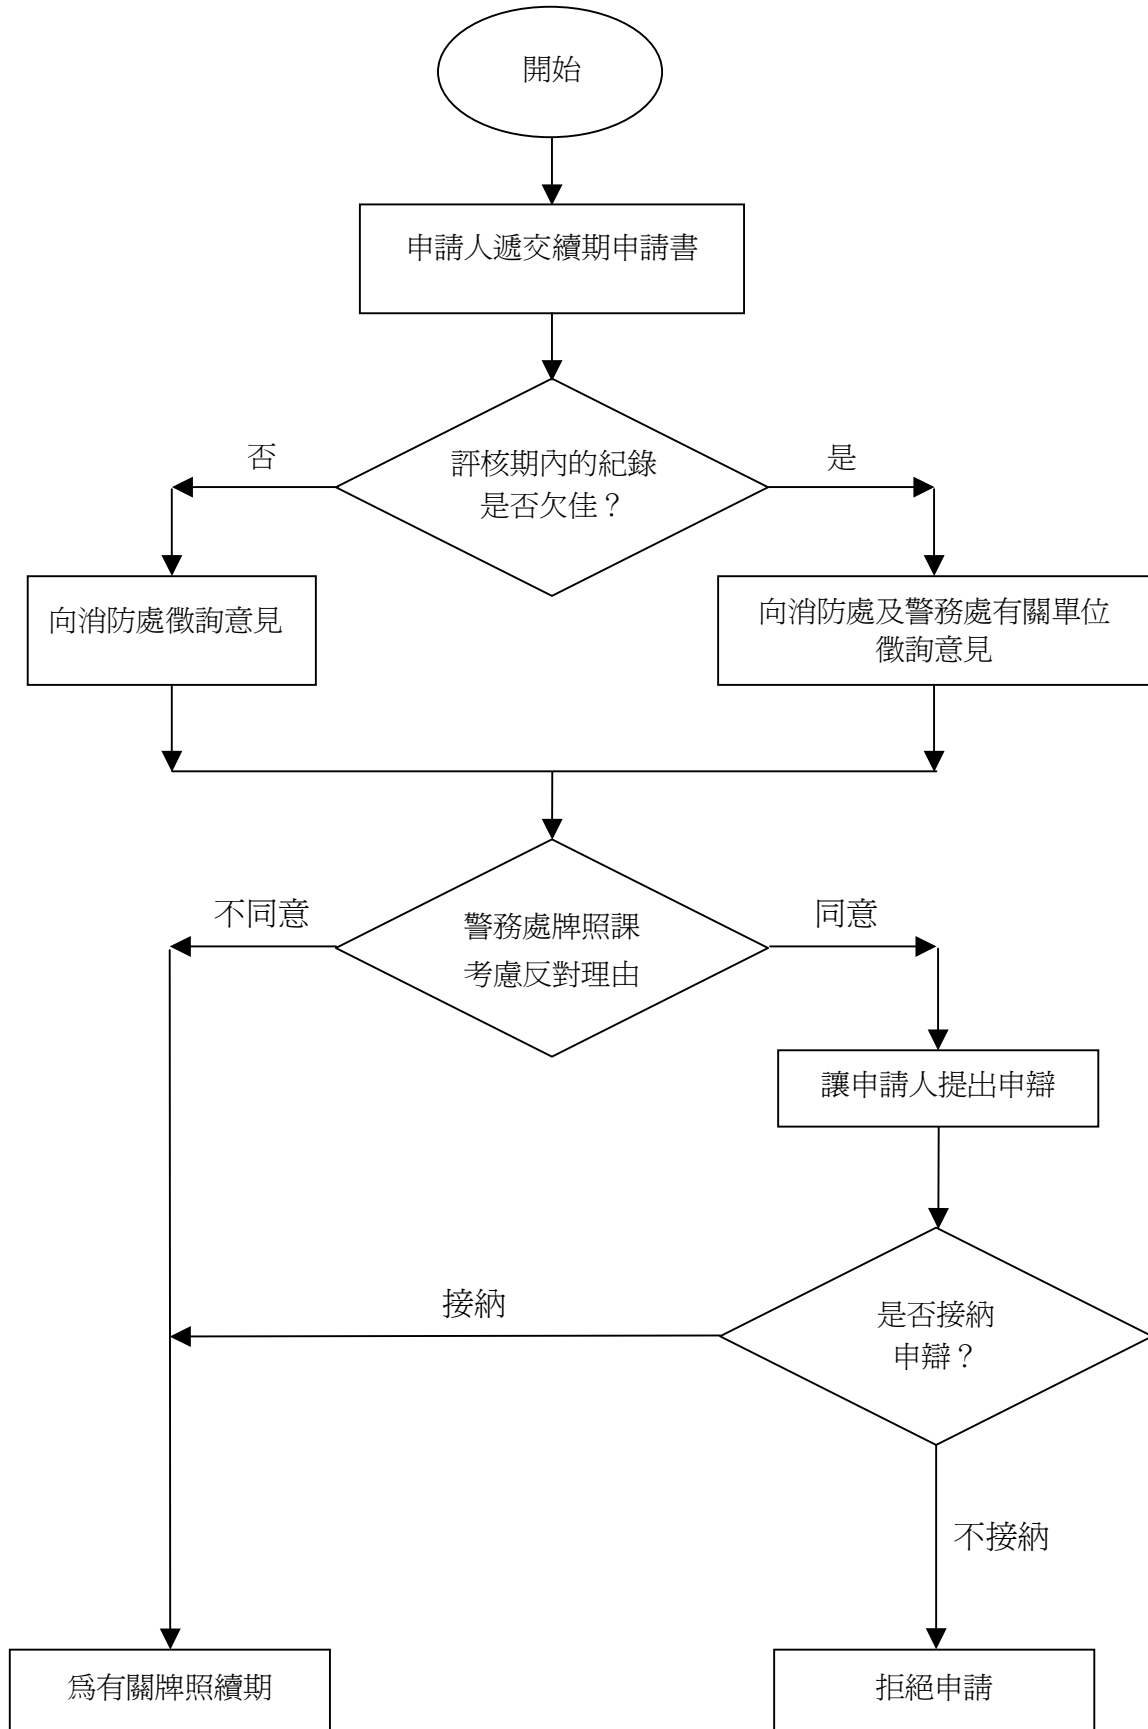 開始
申請人遞交續期申請書
否
是
評核期內的紀錄
是否欠佳？
向消防處徵詢意見
向消防處及警務處有關單位
徵詢意見
不同意
同意
警務處牌照課
考慮反對理由
讓申請人提出申辯
接納
是否接納
申辯？
不接納
爲有關牌照續期
拒絕申請